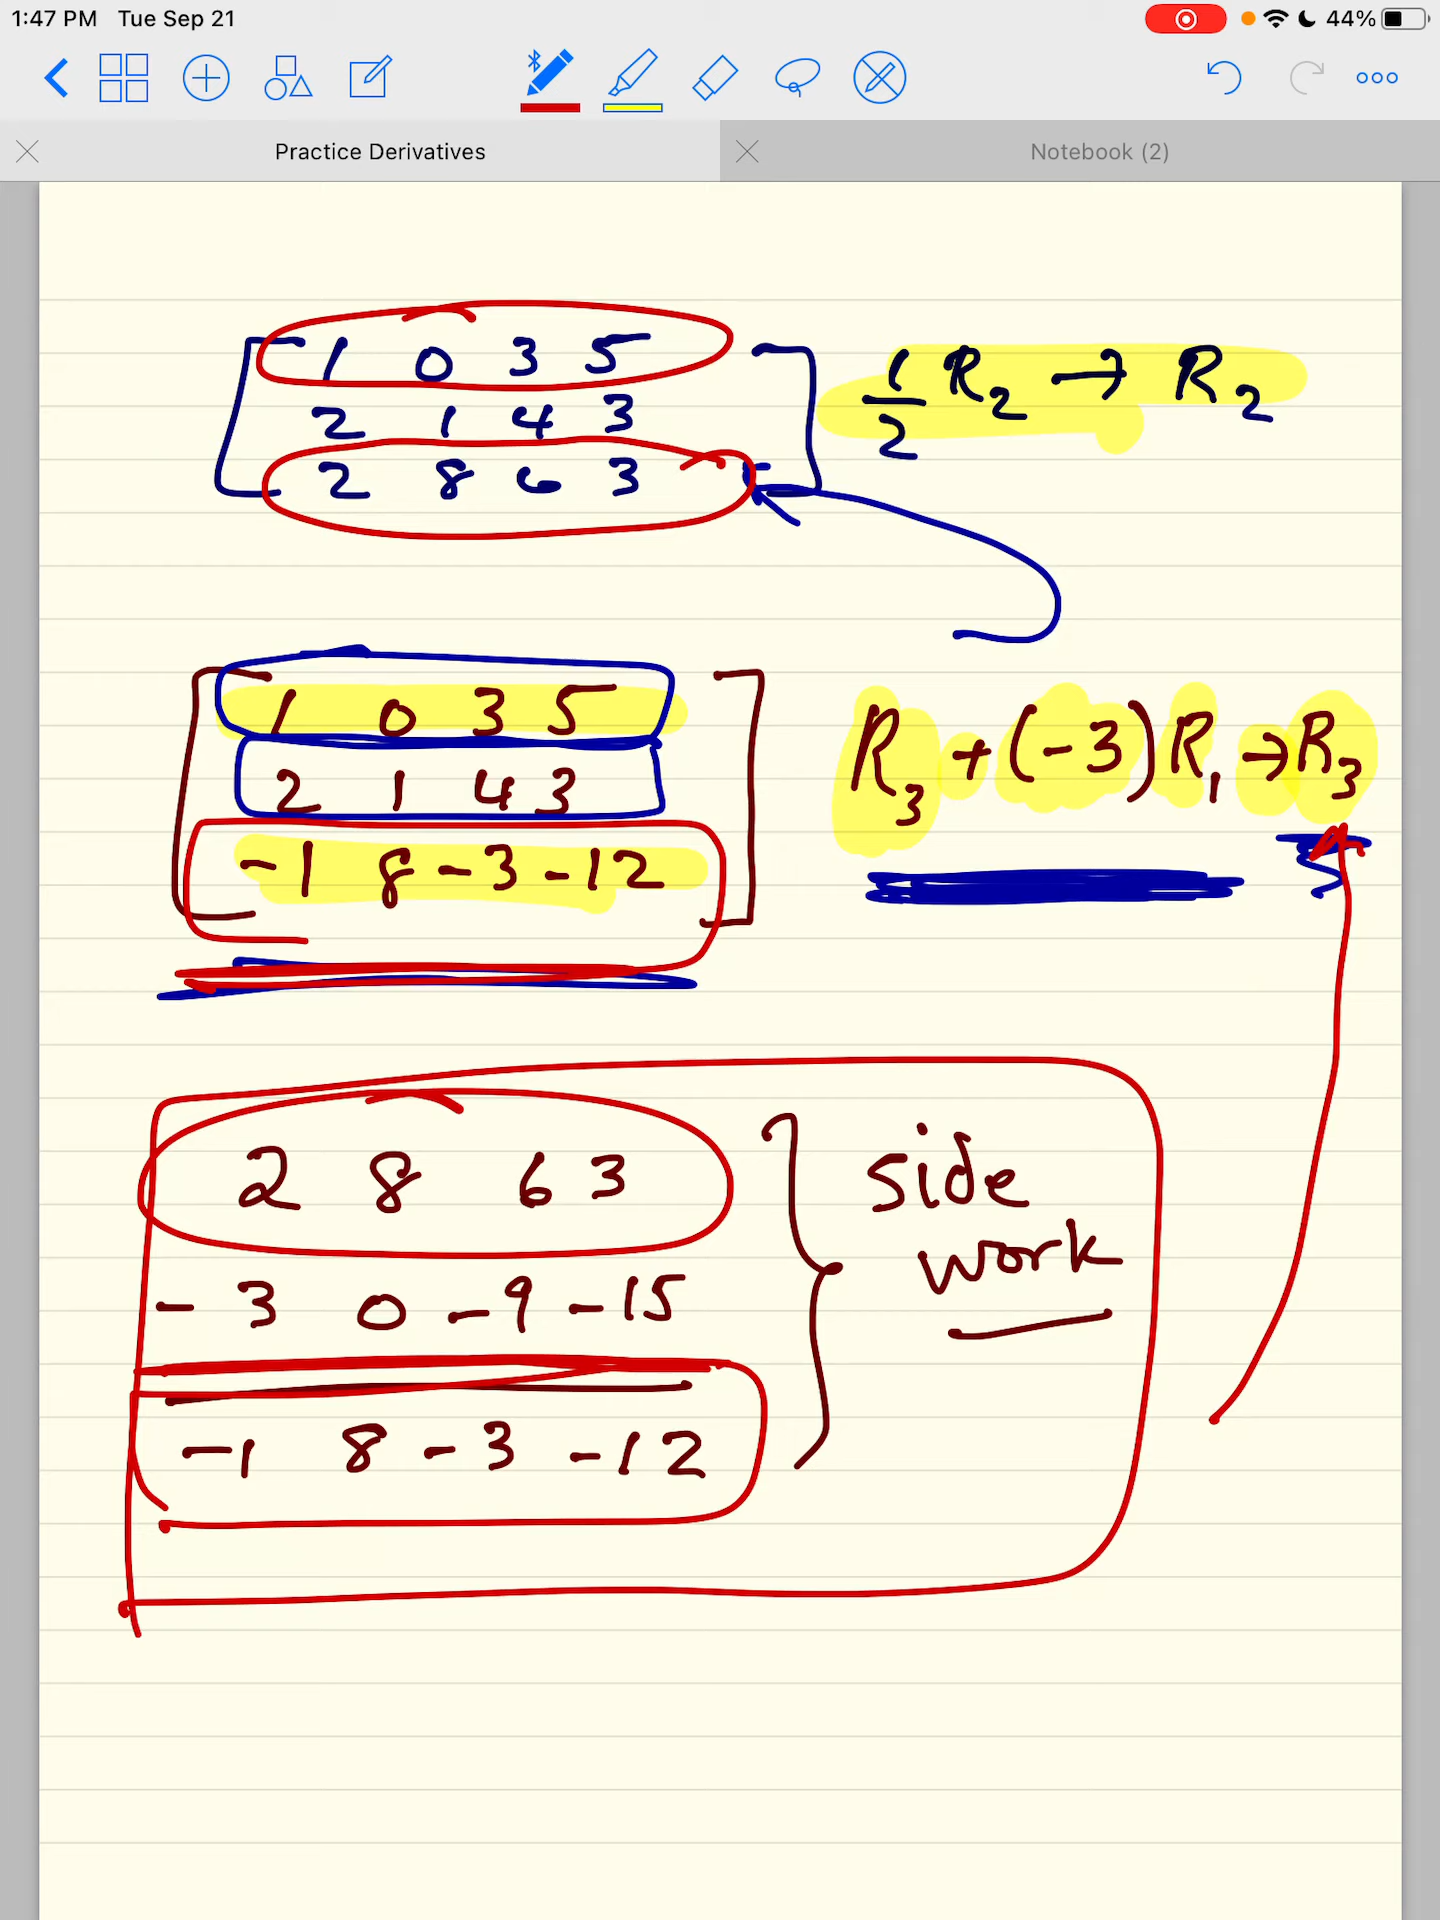 1:47 PM Tue Sep 21 44%
Practice Derivatives Notebook (2)
1 0 3 5
2 1 4 3
2 8 6 3
1/2 R₂ → R₂
1 0 3 5
2 1 4 3
-1 8 -3 -12
R₃ + (-3) R₁ → R₃
2 8 6 3
-3 0 -9 -15
-1 8 -3 -12
side
work